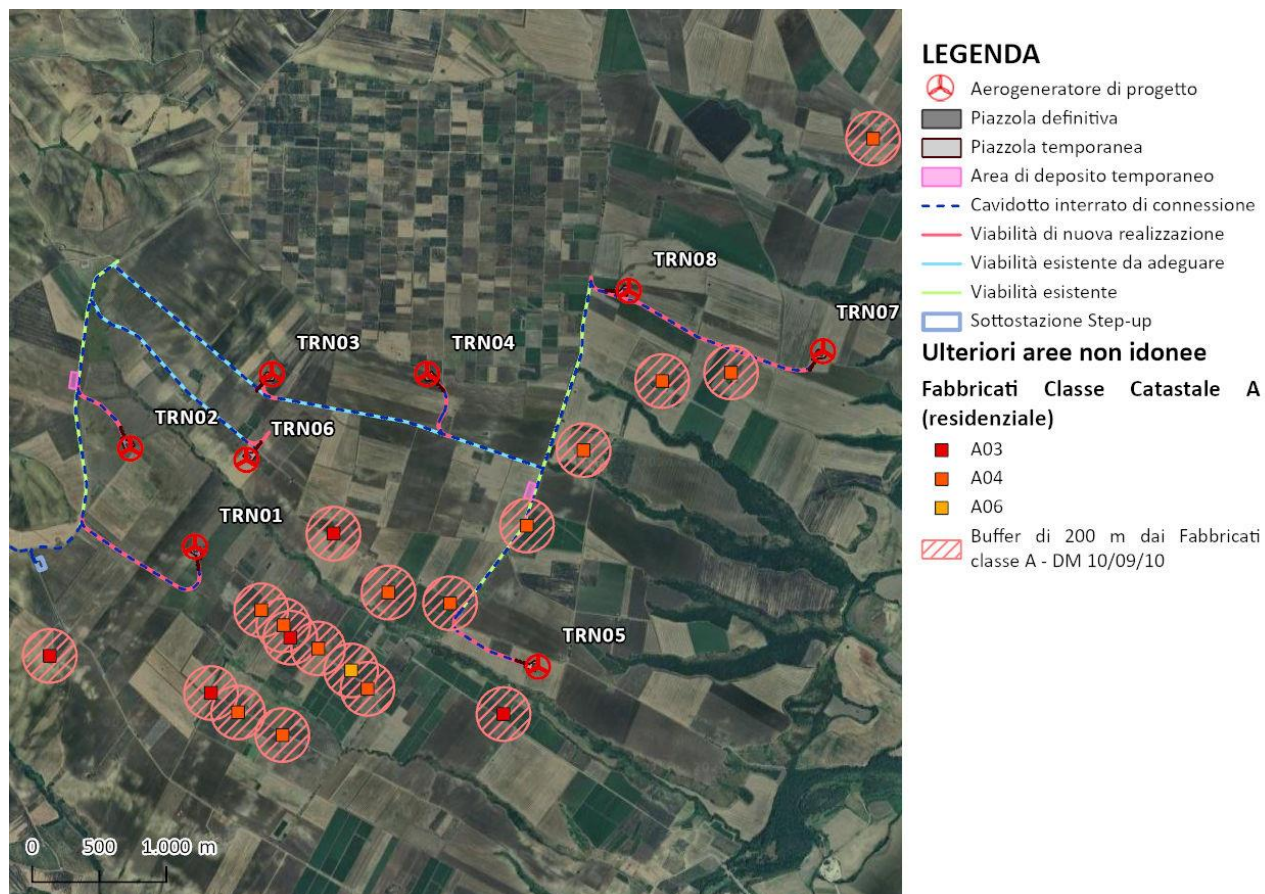 TRN08
TRN07
TRN03
TRN04
TRN02
TRN06
TRN01
TRN05
0 500 1.000 m
LEGENDA
Aerogeneratore di progetto
Piazzola definitiva
Piazzola temporanea
Area di deposito temporaneo
Cavidotto interrato di connessione
Viabilità di nuova realizzazione
Viabilità esistente da adeguare
Viabilità esistente
Sottostazione Step-up
Ulteriori aree non idonee
Fabbricati Classe Catastale A
(residenziale)
A03
A04
A06
Buffer di 200 m dai Fabbricati
classe A - DM 10/09/10